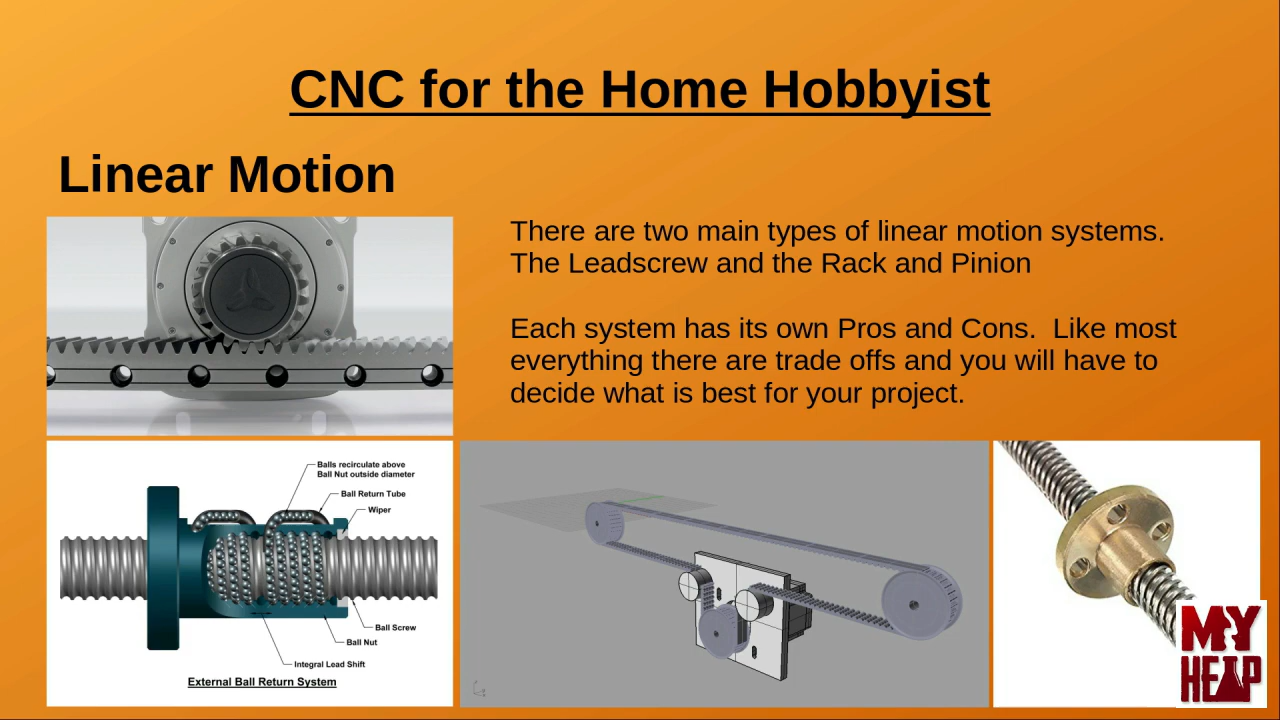 CNC for the Home Hobbyist
Linear Motion
There are two main types of linear motion systems.
The Leadscrew and the Rack and Pinion
Each system has its own Pros and Cons.  Like most
everything there are trade offs and you will have to
decide what is best for your project.
Balls recirculate above
Ball Nut outside diameter
Ball Return Tube
Wiper
Ball Screw
Ball Nut
Integral Lead Shift
External Ball Return System
MY
HEAP